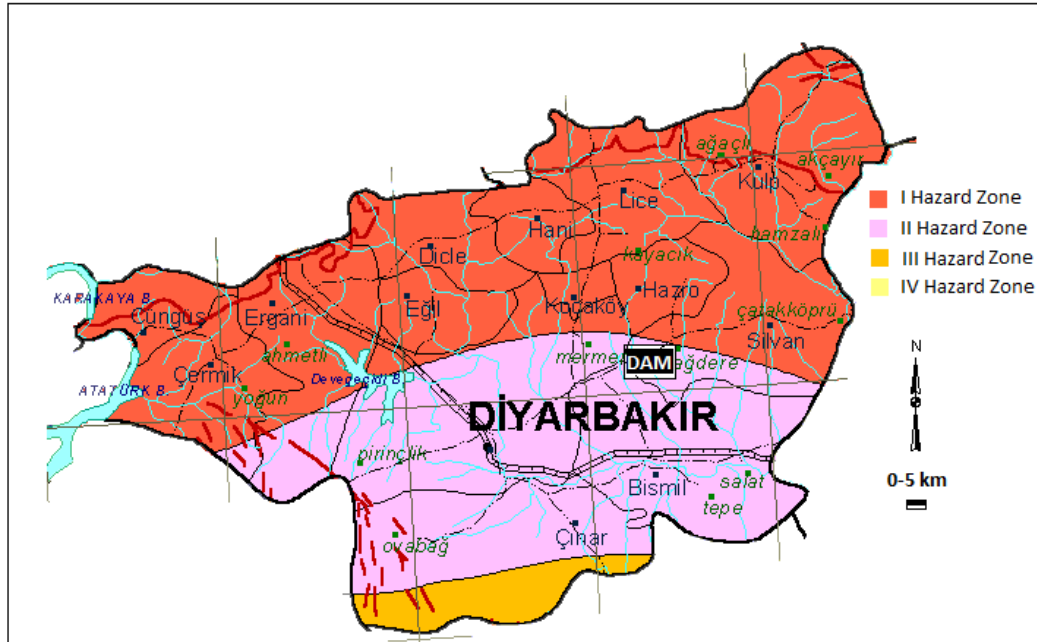 ağaçlı
akçayır
Kulp
Lice
I Hazard Zone
Hani
hamzalı
II Hazard Zone
Dicle
kayacık
III Hazard Zone
Hazro
IV Hazard Zone
KARAKAYA B.
Eğil
Koçaköy
Çüngüş
Ergani
çatakköprü
Silvan
ahmetli
mermer
DAM
ağdere
N
Çermik
Devegeçidi B.
ATATÜRK B.
yoğun
DİYARBAKIR
pirinçlik
Bismil
salat
0-5 km
tepe
ovabağ
Çınar